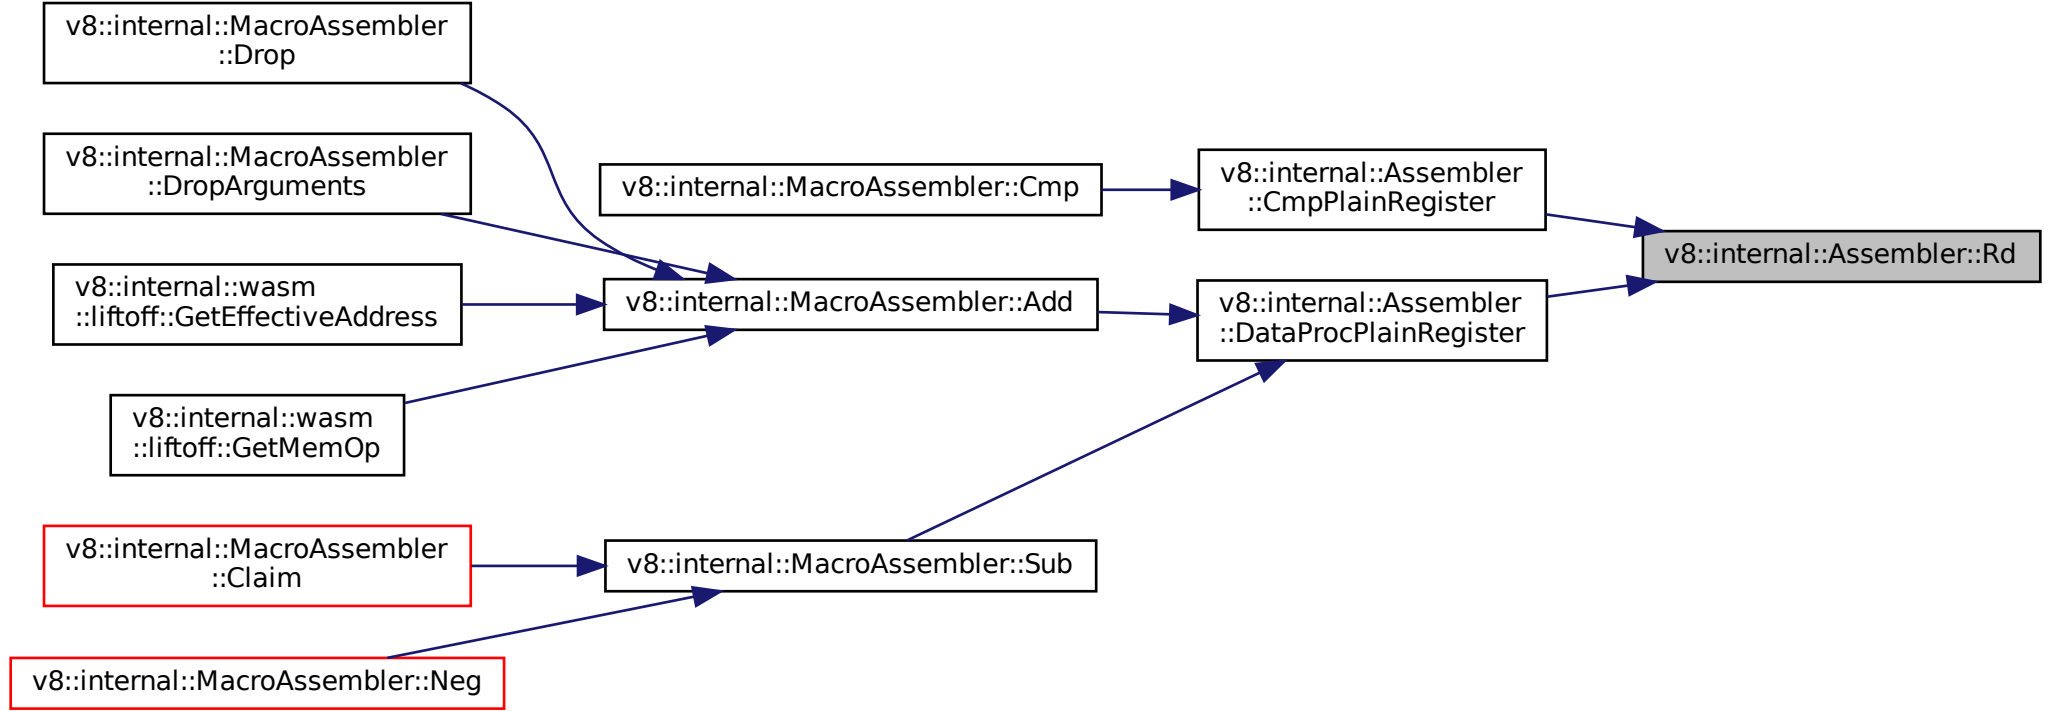 v8::internal::MacroAssembler
::Drop
v8::internal::MacroAssembler
::DropArguments
v8::internal::wasm
::liftoff::GetEffectiveAddress
v8::internal::wasm
::liftoff::GetMemOp
v8::internal::MacroAssembler
::Claim
v8::internal::MacroAssembler::Neg
v8::internal::MacroAssembler::Cmp
v8::internal::MacroAssembler::Add
v8::internal::MacroAssembler::Sub
v8::internal::Assembler
::CmpPlainRegister
v8::internal::Assembler
::DataProcPlainRegister
v8::internal::Assembler::Rd